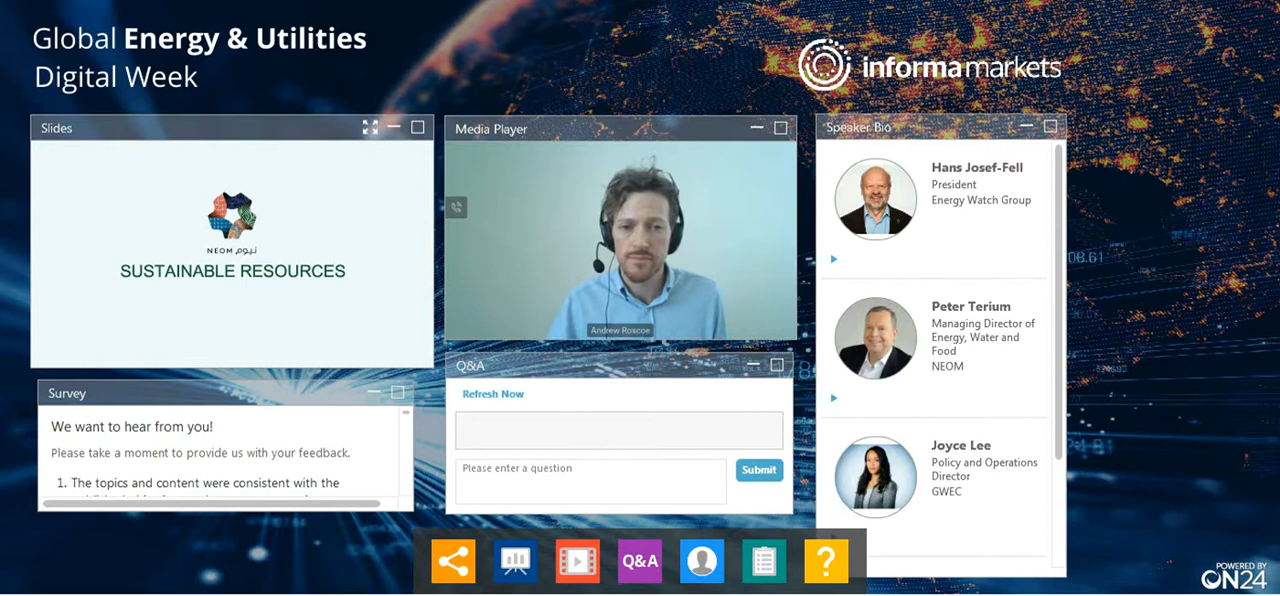 Global Energy & Utilities
Digital Week
informa markets
Slides
NEOM نيوم
SUSTAINABLE RESOURCES
Media Player
Andrew Roscoe
Speaker Bio
Hans Josef-Fell
President
Energy Watch Group
Peter Terium
Managing Director of
Energy, Water and
Food
NEOM
Joyce Lee
Policy and Operations
Director
GWEC
Survey
We want to hear from you!
Please take a moment to provide us with your feedback.
1. The topics and content were consistent with the
Q&A
Refresh Now
Please enter a question
Submit
Q&A
?
POWERED BY
ON24